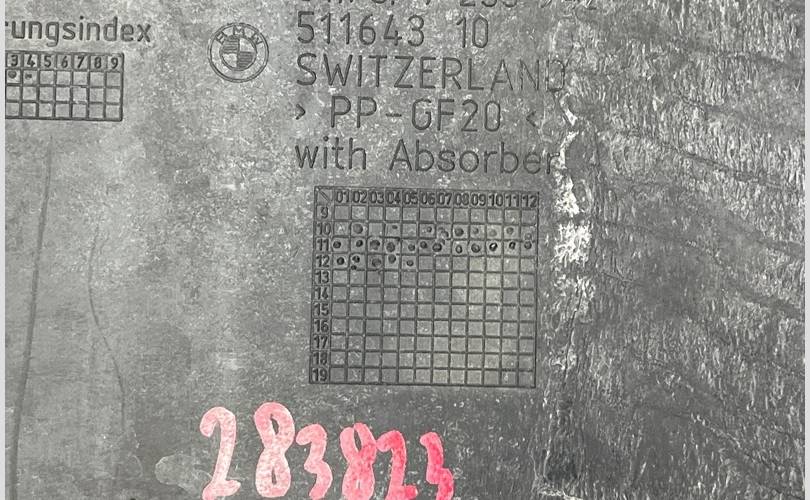 rungsindex
3 4 5 6 7 8 9
BMW
511643 10
SWITZERLAND
> PP-GF20 <
with Absorber
01 02 03 04 05 06 07 08 09 10 11 12
9
10
11
12
13
14
15
16
17
18
19
283823